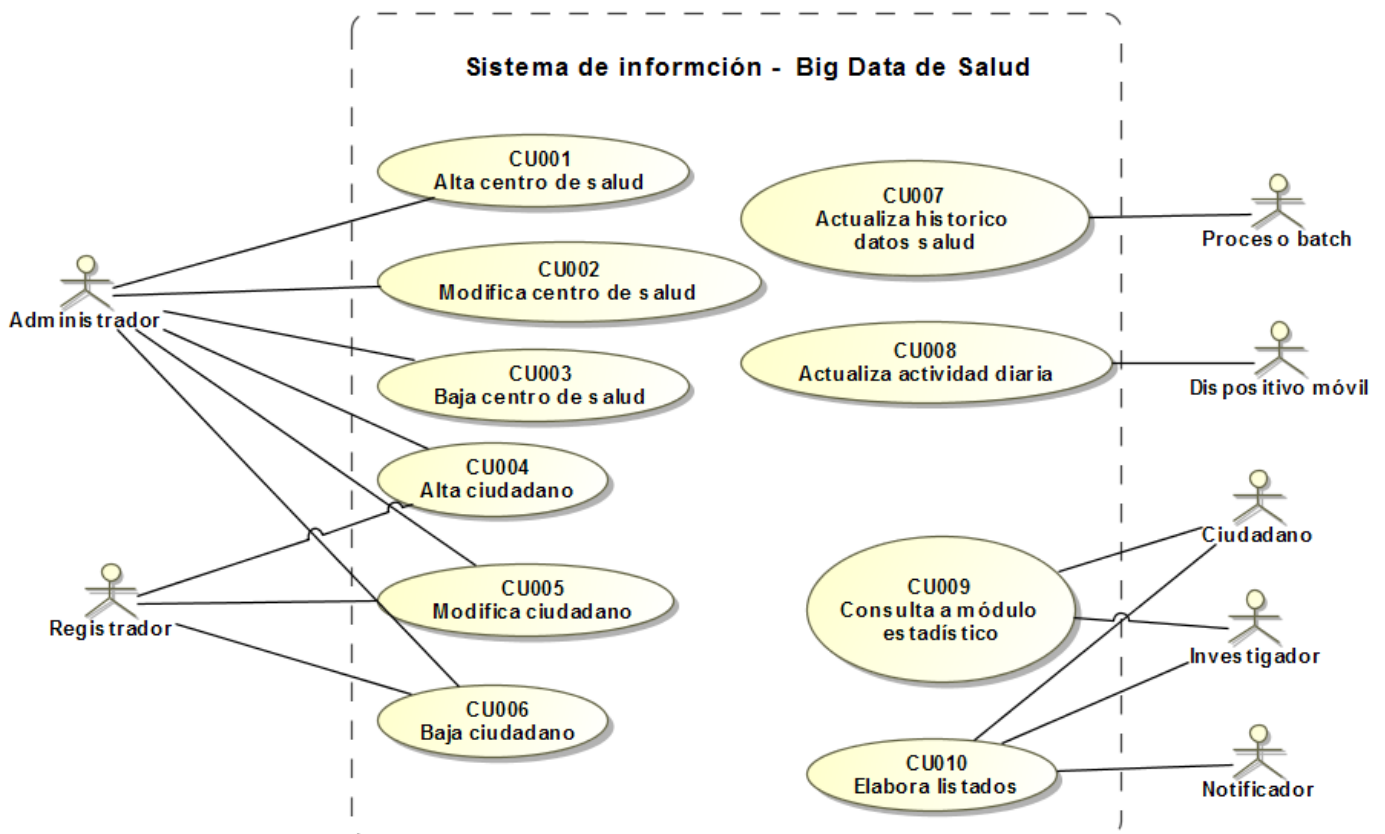 Sistema de informción - Big Data de Salud
CU001
Alta centro de salud
CU002
Modifica centro de salud
CU003
Baja centro de salud
CU004
Alta ciudadano
CU005
Modifica ciudadano
CU006
Baja ciudadano
CU007
Actualiza historico
datos salud
CU008
Actualiza actividad diaria
CU009
Consulta a módulo
estadístico
CU010
Elabora listados
Administrador
Registrador
Proceso batch
Dispositivo móvil
Ciudadano
Investigador
Notificador